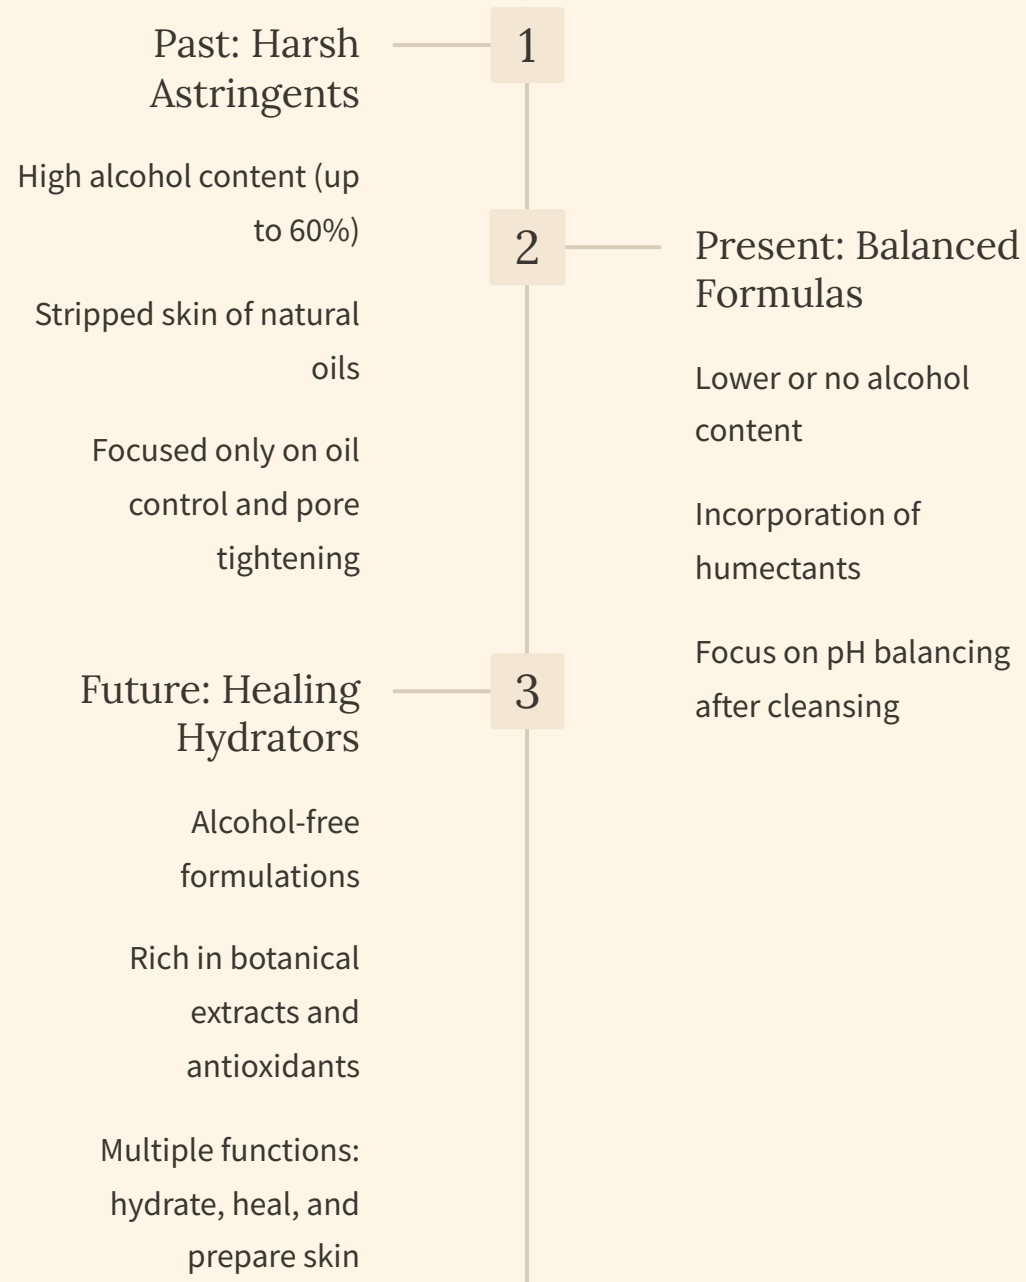 1
Past: Harsh
Astringents
High alcohol content (up
to 60%)
Stripped skin of natural
oils
Focused only on oil
control and pore
tightening
2
Present: Balanced
Formulas
Lower or no alcohol
content
Incorporation of
humectants
Focus on pH balancing
after cleansing
3
Future: Healing
Hydrators
Alcohol-free
formulations
Rich in botanical
extracts and
antioxidants
Multiple functions:
hydrate, heal, and
prepare skin